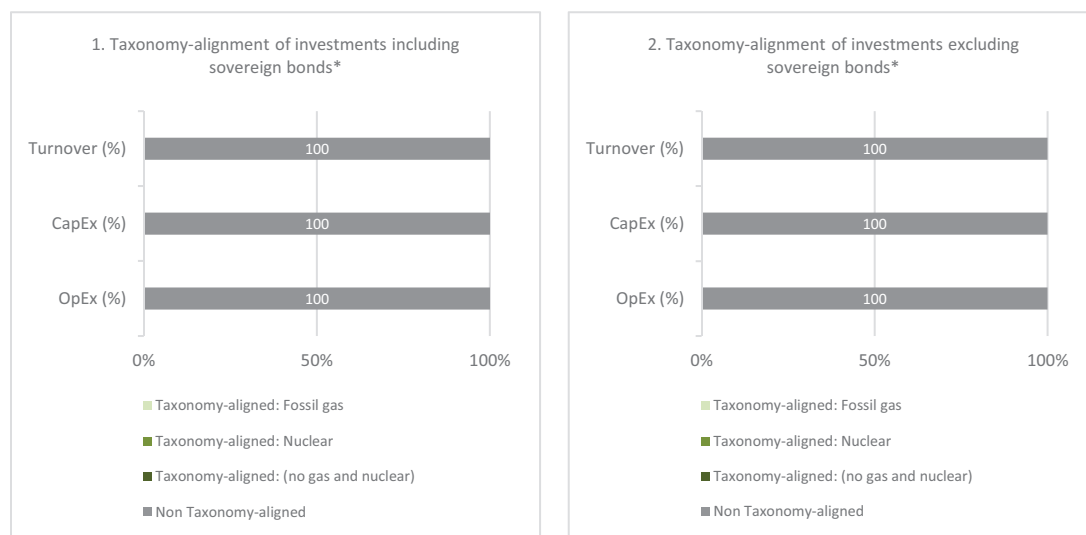 1. Taxonomy-alignment of investments including
sovereign bonds*
Turnover (%)
100
CapEx (%)
100
OpEx (%)
100
0%
50%
100%
Taxonomy-aligned: Fossil gas
Taxonomy-aligned: Nuclear
Taxonomy-aligned: (no gas and nuclear)
Non Taxonomy-aligned
2. Taxonomy-alignment of investments excluding
sovereign bonds*
Turnover (%)
100
CapEx (%)
100
OpEx (%)
100
0%
50%
100%
Taxonomy-aligned: Fossil gas
Taxonomy-aligned: Nuclear
Taxonomy-aligned: (no gas and nuclear)
Non Taxonomy-aligned